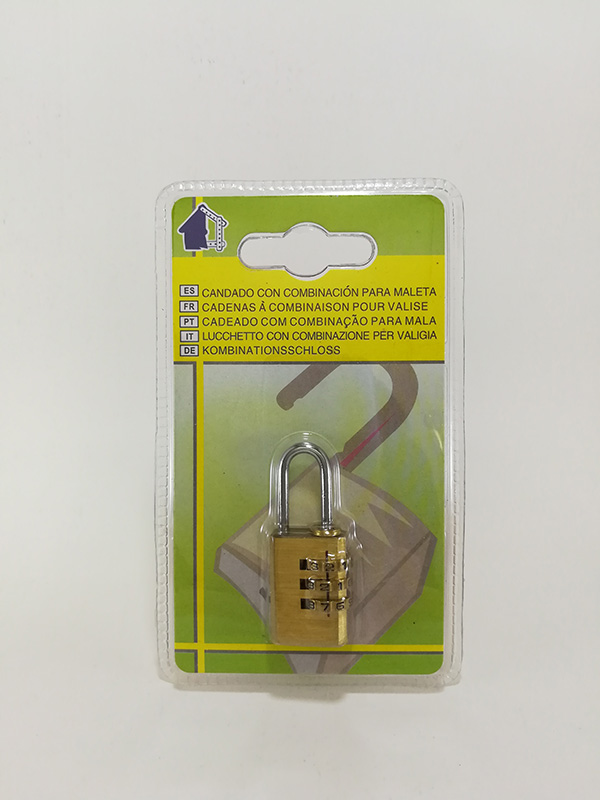 ES CANDADO CON COMBINACIÓN PARA MALETA
FR CADENAS À COMBINAISON POUR VALISE
PT CADEADO COM COMBINAÇÃO PARA MALA
IT LUCCHETTO CON COMBINAZIONE PER VALIGIA
DE KOMBINATIONSSCHLOSS